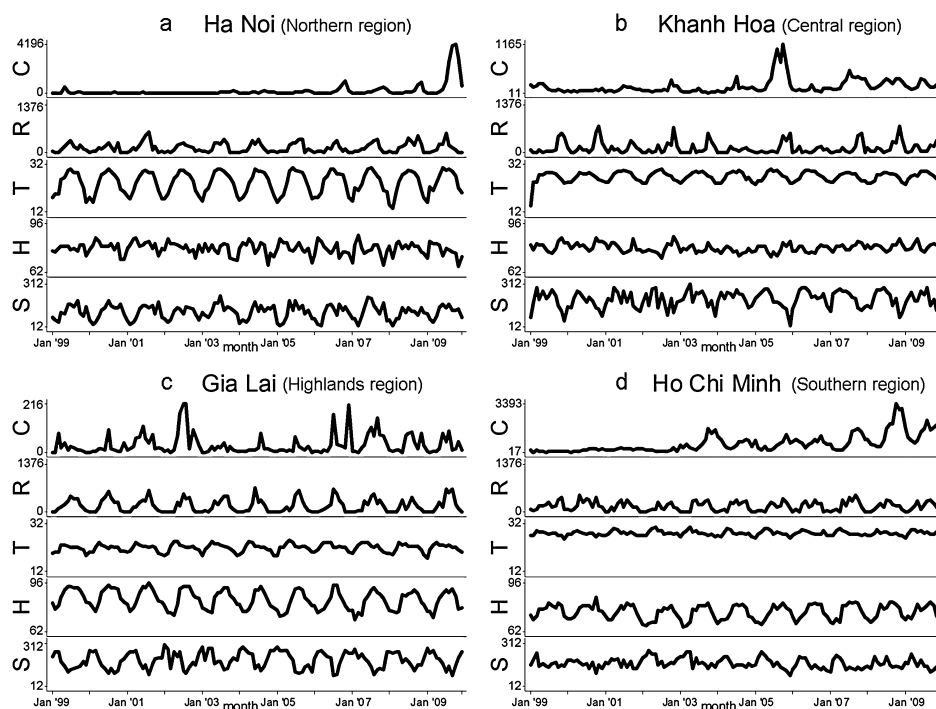 a Ha Noi (Northern region)
C 4196 0
R 1376 0
T 32 12
H 96 62
S 312 12
Jan '99 Jan '01 Jan '03 month Jan '05 Jan '07 Jan '09
b Khanh Hoa (Central region)
C 1165 11
R 1376 0
T 32 12
H 96 62
S 312 12
Jan '99 Jan '01 Jan '03 month Jan '05 Jan '07 Jan '09
c Gia Lai (Highlands region)
C 216 0
R 1376 0
T 32 12
H 96 62
S 312 12
Jan '99 Jan '01 Jan '03 month Jan '05 Jan '07 Jan '09
d Ho Chi Minh (Southern region)
C 3393 17
R 1376 0
T 32 12
H 96 62
S 312 12
Jan '99 Jan '01 Jan '03 month Jan '05 Jan '07 Jan '09